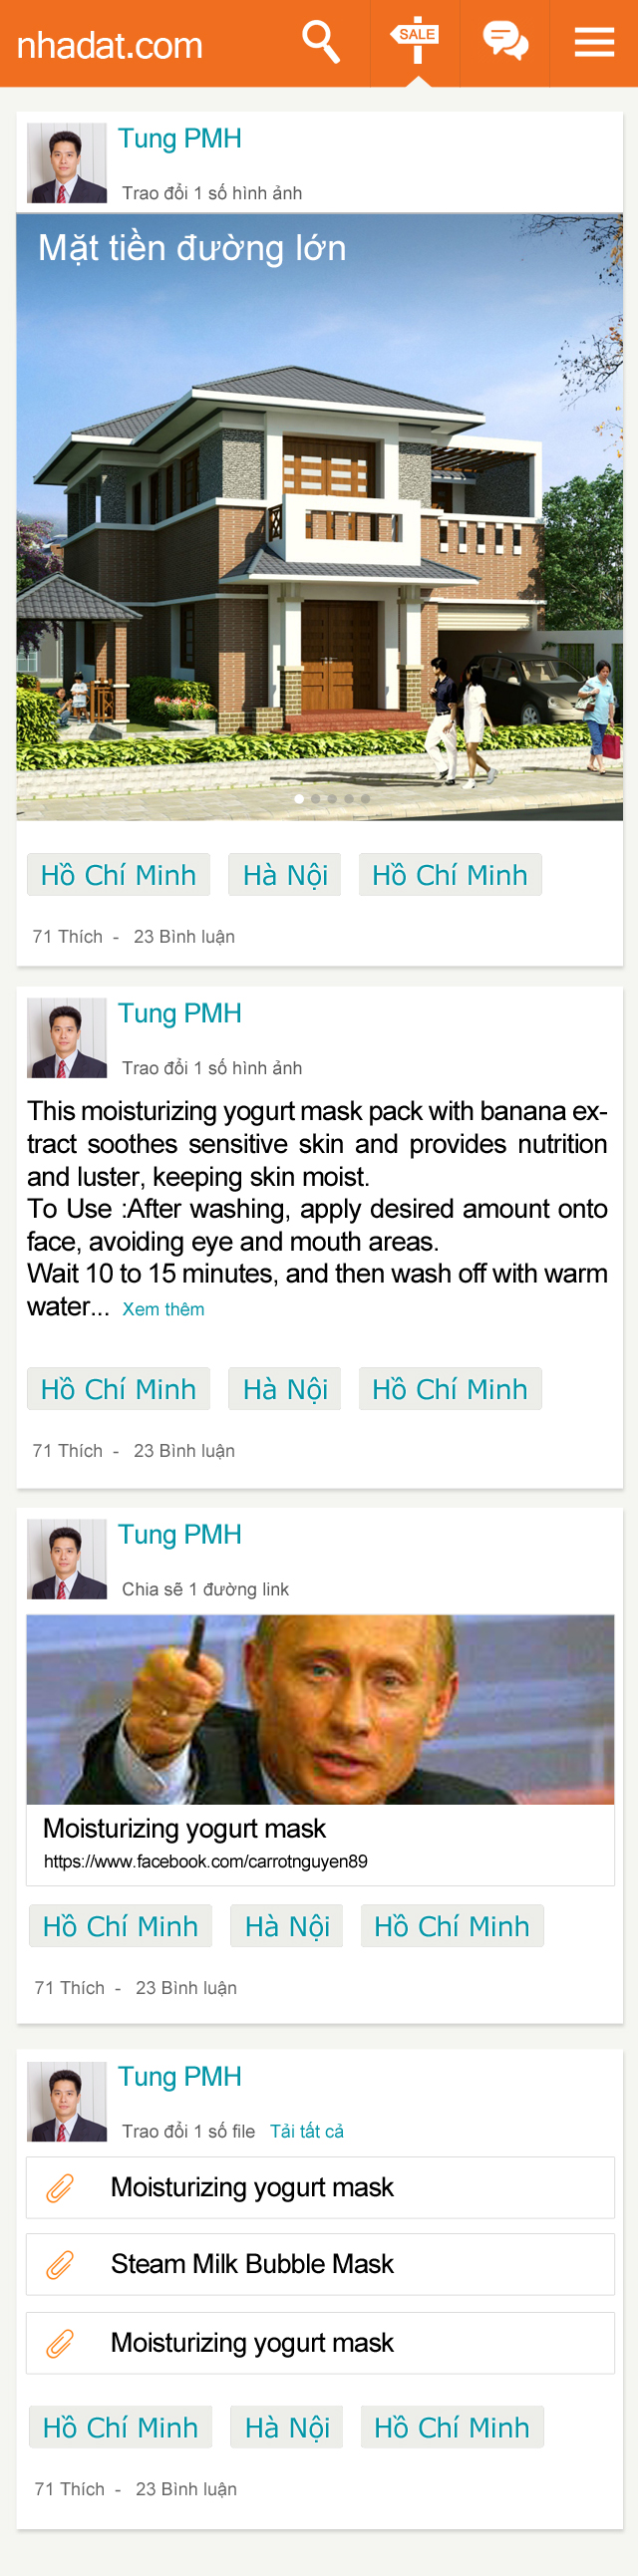 nhadat.com
SALE
Tung PMH
Trao đổi 1 số hình ảnh
Mặt tiền đường lớn
Hồ Chí Minh Hà Nội Hồ Chí Minh
71 Thích - 23 Bình luận
Tung PMH
Trao đổi 1 số hình ảnh
This moisturizing yogurt mask pack with banana ex-
tract soothes sensitive skin and provides nutrition
and luster, keeping skin moist.
To Use :After washing, apply desired amount onto
face, avoiding eye and mouth areas.
Wait 10 to 15 minutes, and then wash off with warm
water... Xem thêm
Hồ Chí Minh Hà Nội Hồ Chí Minh
71 Thích - 23 Bình luận
Tung PMH
Chia sẽ 1 đường link
Moisturizing yogurt mask
https://www.facebook.com/carrotnguyen89
Hồ Chí Minh Hà Nội Hồ Chí Minh
71 Thích - 23 Bình luận
Tung PMH
Trao đổi 1 số file Tải tất cả
Moisturizing yogurt mask
Steam Milk Bubble Mask
Moisturizing yogurt mask
Hồ Chí Minh Hà Nội Hồ Chí Minh
71 Thích - 23 Bình luận